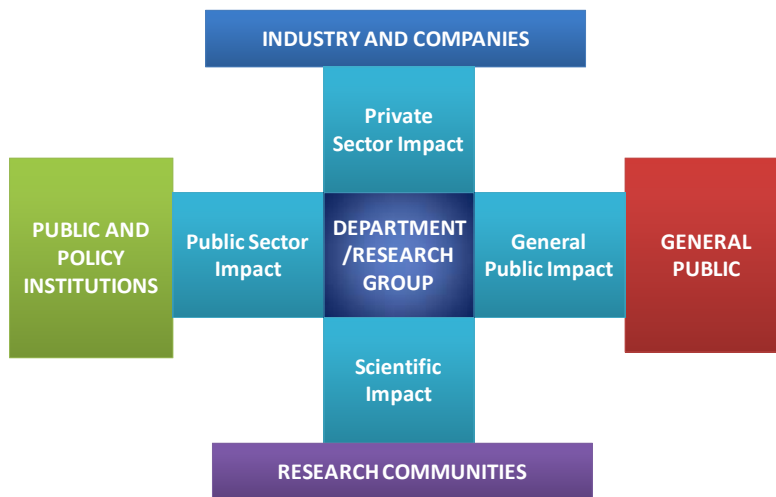 INDUSTRY AND COMPANIES
Private
Sector Impact
PUBLIC AND
POLICY
INSTITUTIONS
Public Sector
Impact
DEPARTMENT
/RESEARCH
GROUP
General
Public Impact
GENERAL
PUBLIC
Scientific
Impact
RESEARCH COMMUNITIES